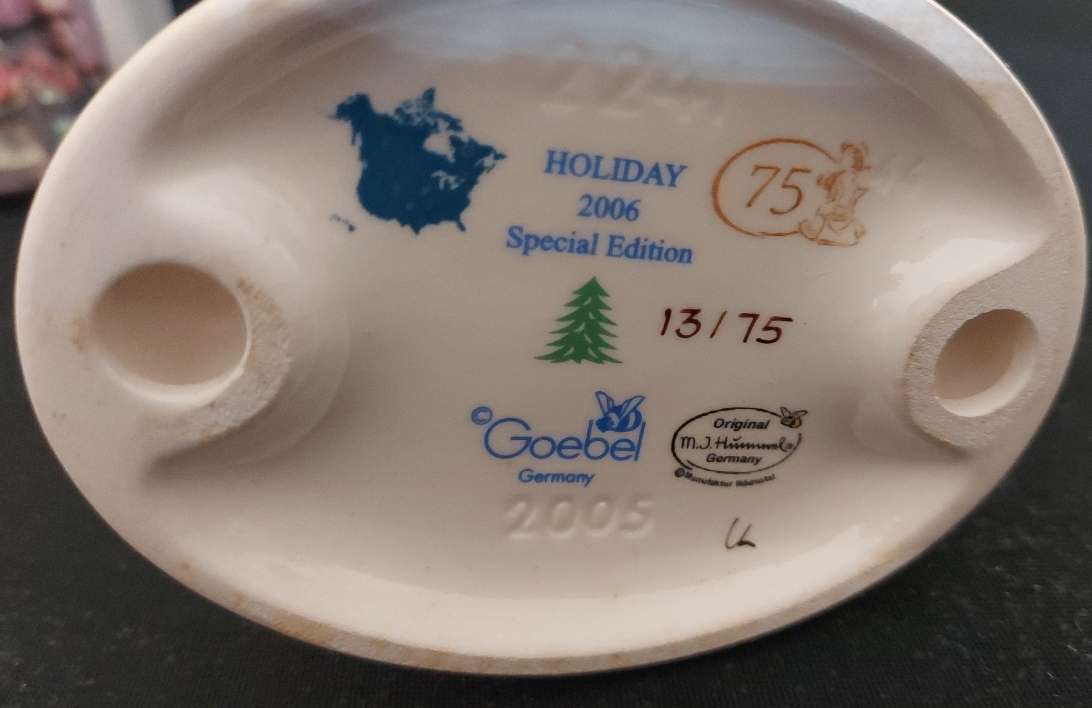 HOLIDAY
2006
Special Edition
75
13/75
© Goebel
Germany
Original
M.J.Hummel
Germany
2005